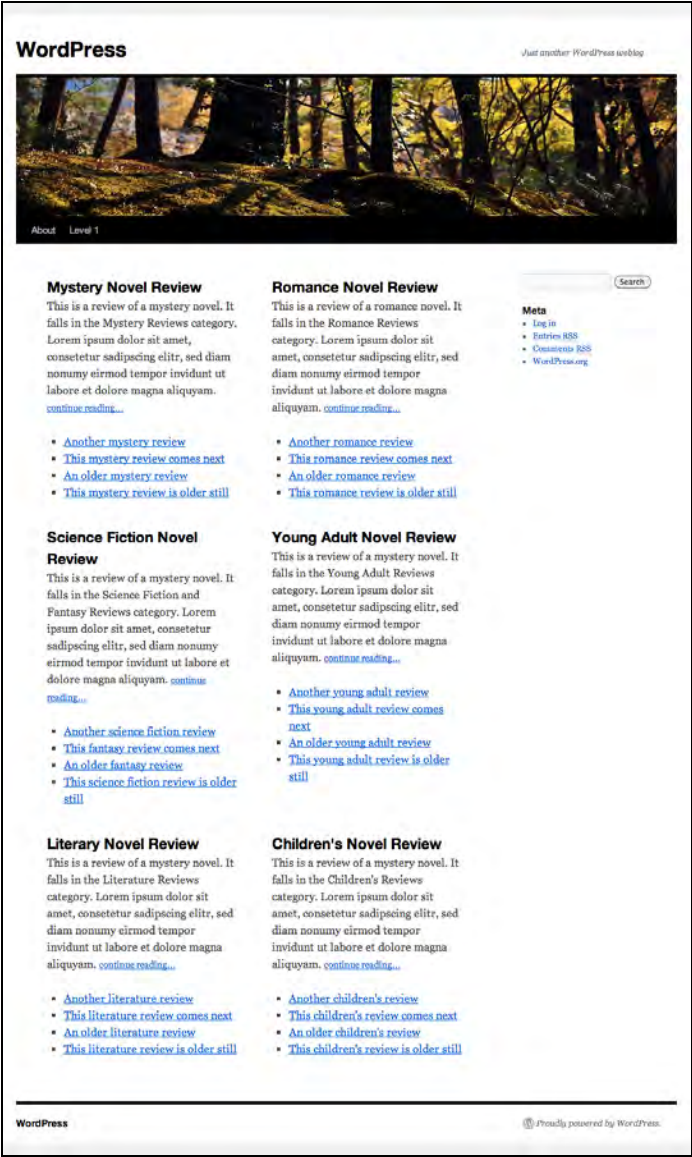 WordPress
Just another WordPress weblog
About Level 1
Mystery Novel Review
This is a review of a mystery novel. It
falls in the Mystery Reviews category.
Lorem ipsum dolor sit amet,
consetetur sadipscing elitr, sed diam
nonumy eirmod tempor invidunt ut
labore et dolore magna aliquyam.
continue reading...
Another mystery review
This mystery review comes next
An older mystery review
This mystery review is older still
Romance Novel Review
This is a review of a romance novel. It
falls in the Romance Reviews
category. Lorem ipsum dolor sit
amet, consetetur sadipscing elitr, sed
diam nonumy eirmod tempor
invidunt ut labore et dolore magna
aliquyam. continue reading...
Another romance review
This romance review comes next
An older romance review
This romance review is older still
Science Fiction Novel
Review
This is a review of a mystery novel. It
falls in the Science Fiction and
Fantasy Reviews category. Lorem
ipsum dolor sit amet, consetetur
sadipscing elitr, sed diam nonumy
eirmod tempor invidunt ut labore et
dolore magna aliquyam. continue
reading...
Another science fiction review
This fantasy review comes next
An older fantasy review
This science fiction review is older
still
Young Adult Novel Review
This is a review of a mystery novel. It
falls in the Young Adult Reviews
category. Lorem ipsum dolor sit
amet, consetetur sadipscing elitr, sed
diam nonumy eirmod tempor
invidunt ut labore et dolore magna
aliquyam. continue reading...
Another young adult review
This young adult review comes
next
An older young adult review
This young adult review is older
still
Literary Novel Review
This is a review of a mystery novel. It
falls in the Literature Reviews
category. Lorem ipsum dolor sit
amet, consetetur sadipscing elitr, sed
diam nonumy eirmod tempor
invidunt ut labore et dolore magna
aliquyam. continue reading...
Another literature review
This literature review comes next
An older literature review
This literature review is older still
Children's Novel Review
This is a review of a mystery novel. It
falls in the Children's Reviews
category. Lorem ipsum dolor sit
amet, consetetur sadipscing elitr, sed
diam nonumy eirmod tempor
invidunt ut labore et dolore magna
aliquyam. continue reading...
Another children's review
This children's review comes next
An older children's review
This children's review is older still
Search
Meta
Log in
Entries RSS
Comments RSS
WordPress.org
WordPress
Proudly powered by WordPress.